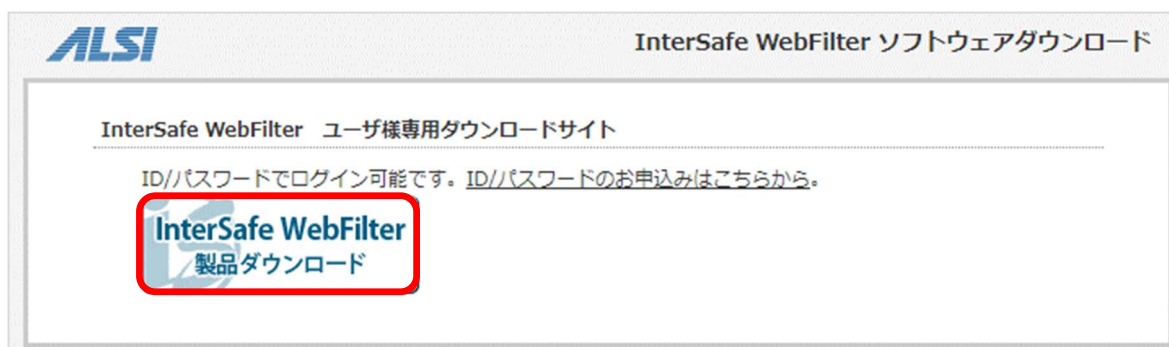 ALSI
InterSafe WebFilter ソフトウェアダウンロード
InterSafe WebFilter　ユーザ様専用ダウンロードサイト
ID/パスワードでログイン可能です。ID/パスワードのお申込みはこちらから。
InterSafe WebFilter
製品ダウンロード